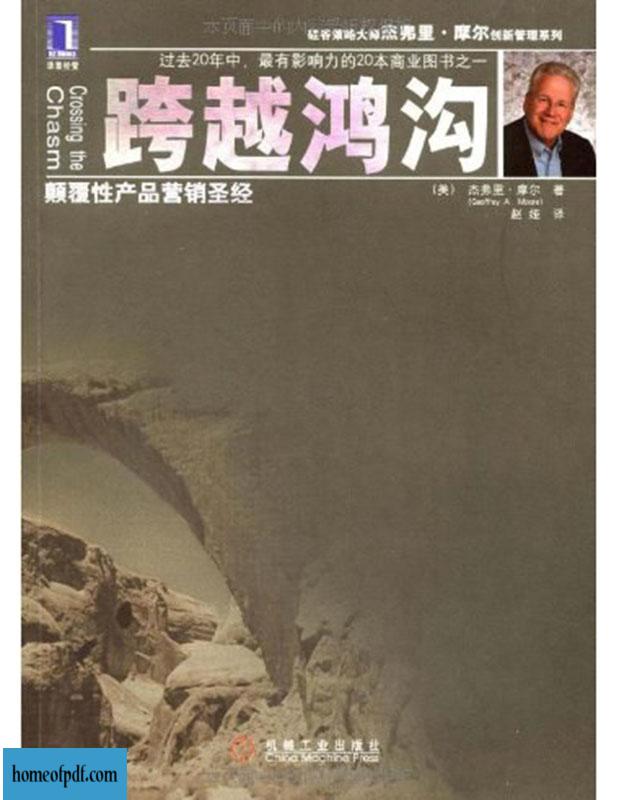 硅谷策略大师杰弗里·摩尔创新管理系列
华章经管
过去20年中，最有影响力的20本商业图书之一
Crossing the
Chasm
跨越鸿沟
颠覆性产品营销圣经
（美） 杰弗里·摩尔 著
(Geoffrey A. Moore)
赵娅 译
机械工业出版社
China Machine Press
homeofpdf.com